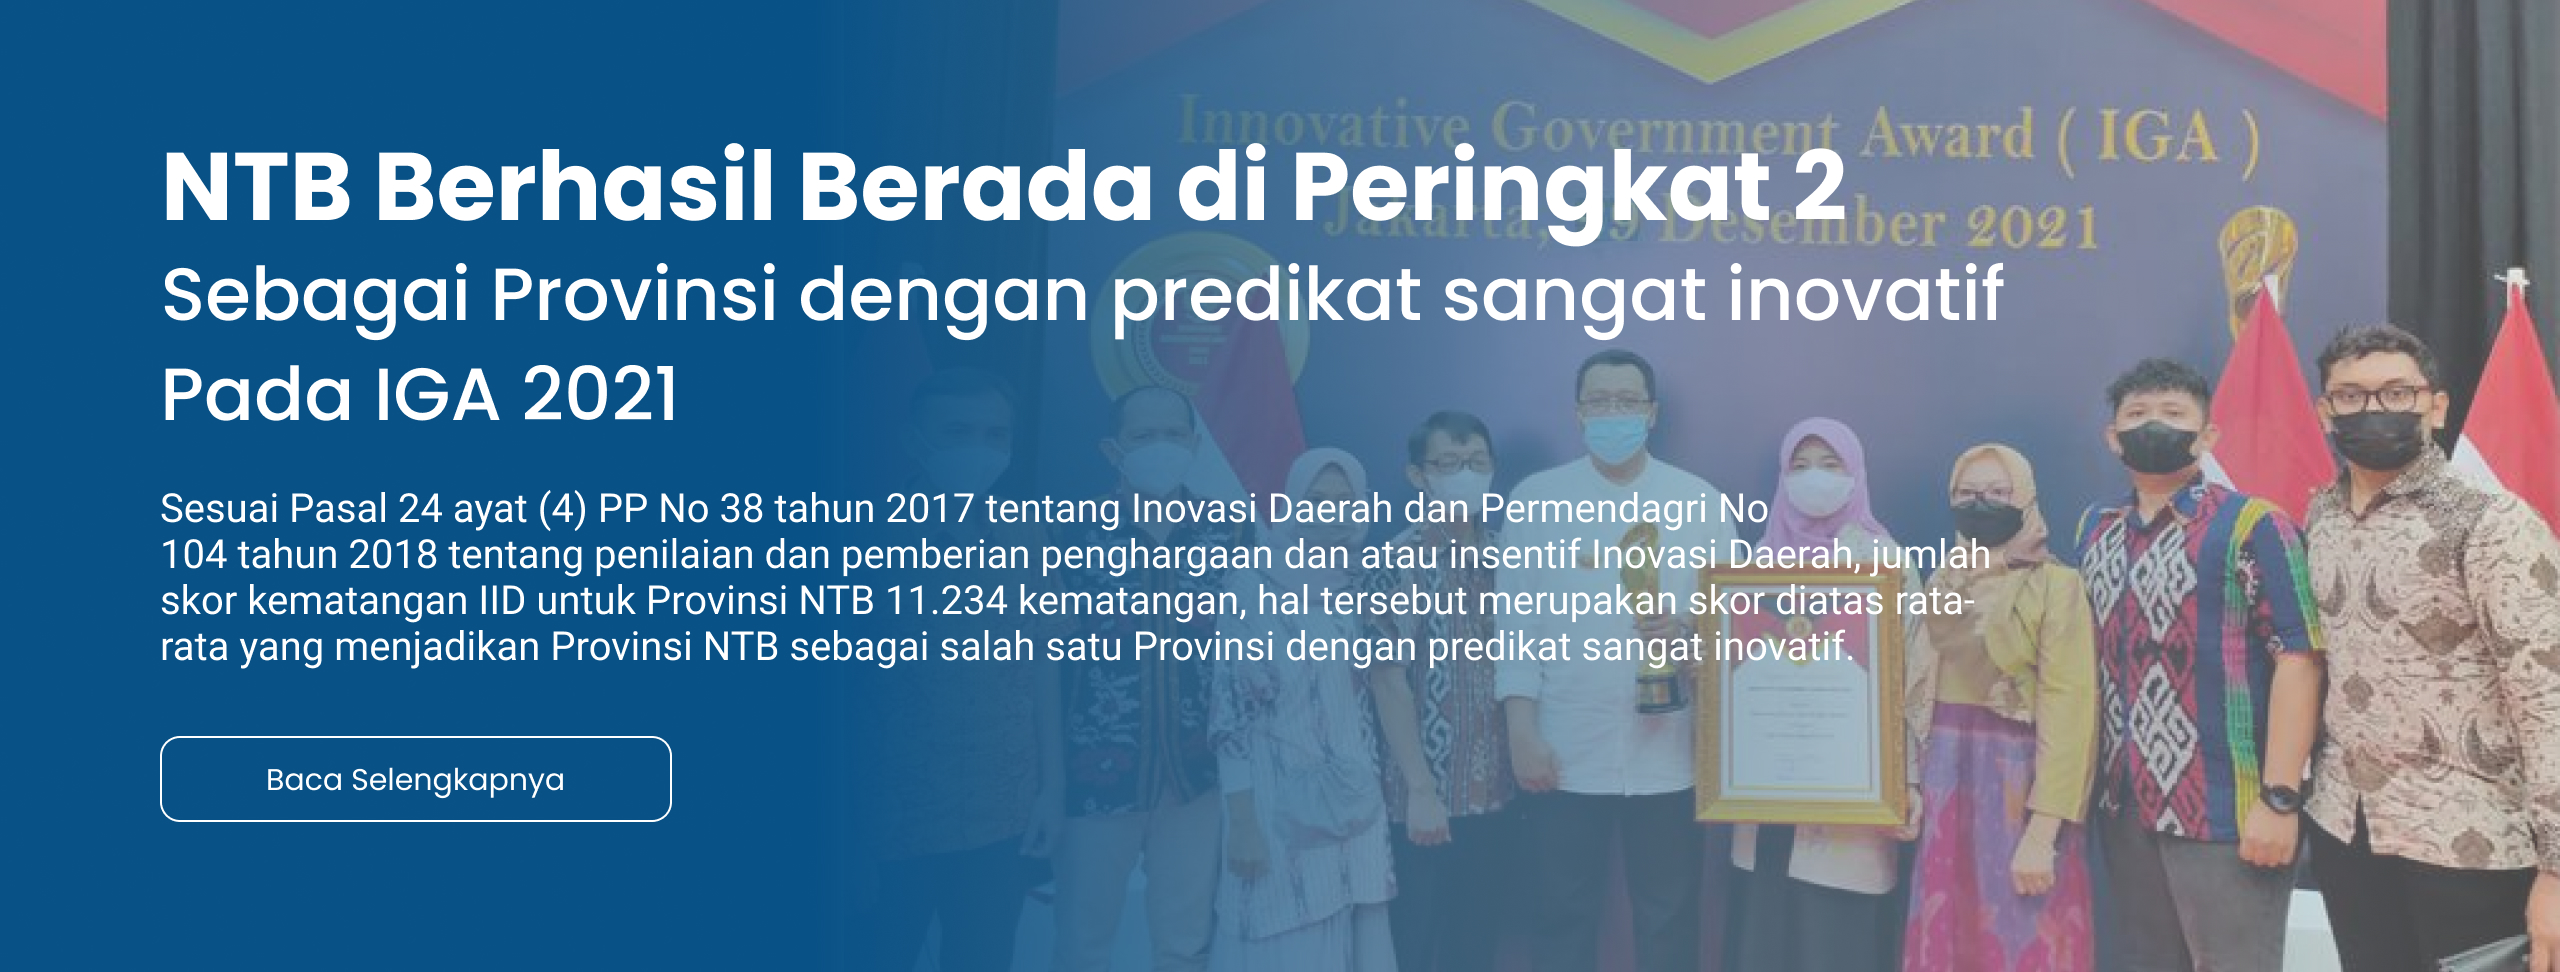 Innovative Government Award ( IGA )
NTB Berhasil Berada di Peringkat 2
Jakarta, 29 Desember 2021
Sebagai Provinsi dengan predikat sangat inovatif
Pada IGA 2021
Sesuai Pasal 24 ayat (4) PP No 38 tahun 2017 tentang Inovasi Daerah dan Permendagri No
104 tahun 2018 tentang penilaian dan pemberian penghargaan dan atau insentif Inovasi Daerah, jumlah
skor kematangan IID untuk Provinsi NTB 11.234 kematangan, hal tersebut merupakan skor diatas rata-
rata yang menjadikan Provinsi NTB sebagai salah satu Provinsi dengan predikat sangat inovatif.
Baca Selengkapnya